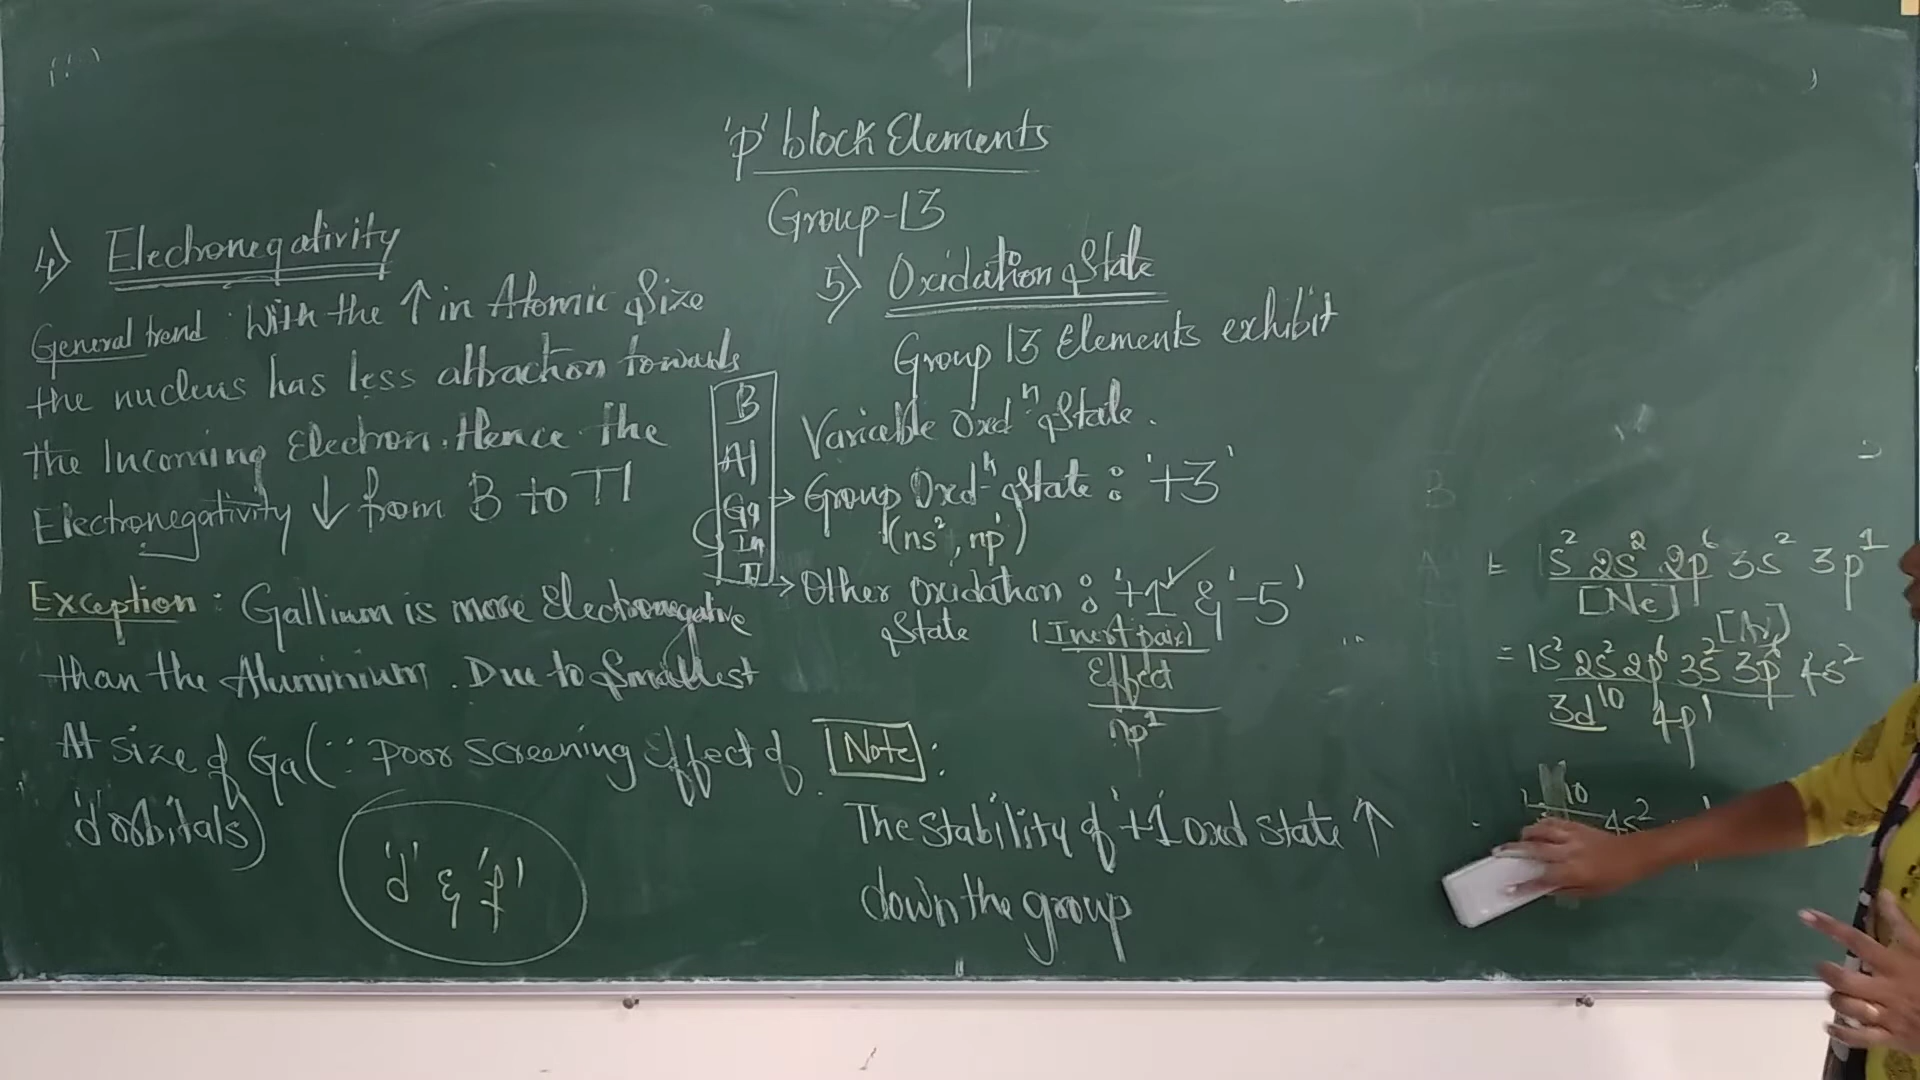 'p' block Elements
Group-13
4) Electronegativity
General trend : With the ↑ in Atomic Size
the nucleus has less attraction towards
the Incoming Electron. Hence the
Electronegativity ↓ from B to Tl
Exception : Gallium is more Electronegative
than the Aluminium . Due to Smallest
At size of Ga (∵ poor screening Effect of
'd' orbitals)
'd' & 'f'
B
Al
Ga
In
Tl
5) Oxidation State
Group 13 Elements exhibit
Variable Oxdⁿ State .
→ Group Oxdⁿ State : '+3'
(ns², np¹)
→ Other oxidation : '+1' ✓ & '-5'
State (Inert pair)
Effect
np¹
Note :
The stability of '+1' oxd state ↑
down the group
= 1s² 2s² 2p⁶ 3s² 3p¹
[Ne]
[Ar]
= 1s² 2s² 2p⁶ 3s² 3p⁶ 4s²
3d¹⁰ 4p¹
10
4s²